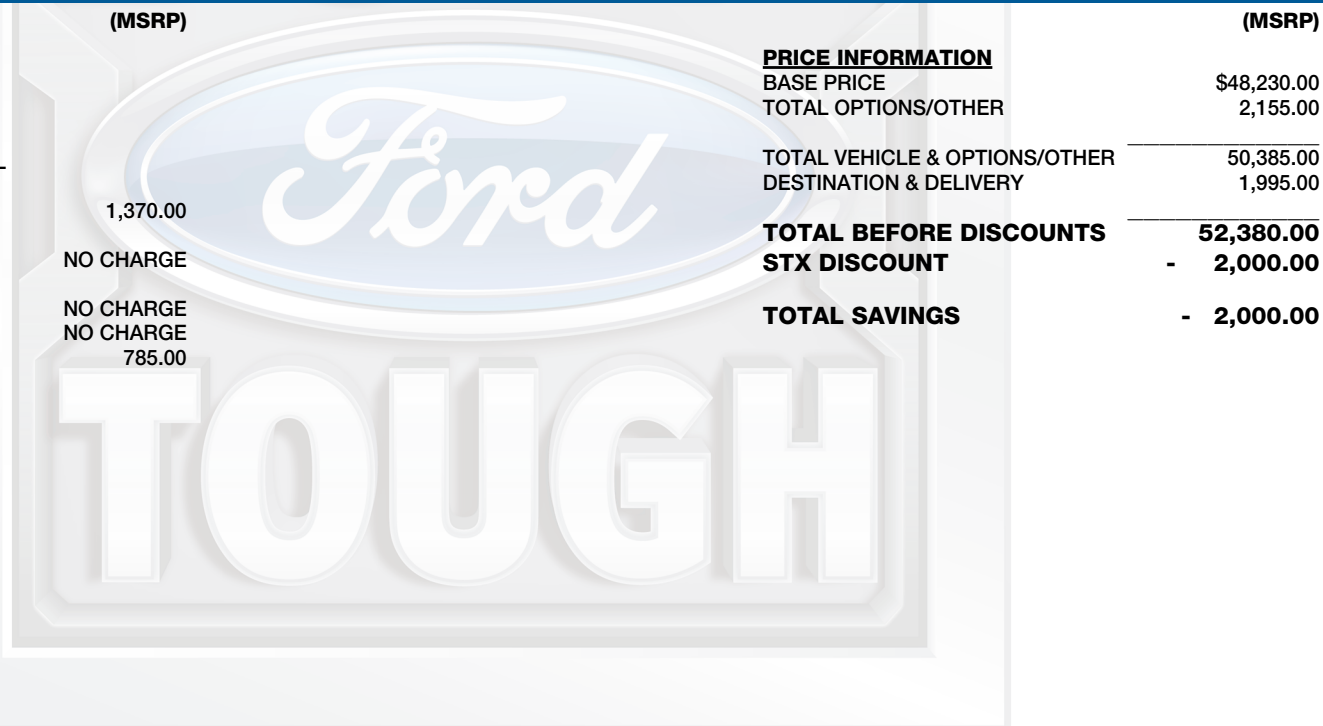 (MSRP)
1,370.00
NO CHARGE
NO CHARGE
NO CHARGE
785.00
Ford
TOUGH
(MSRP)
PRICE INFORMATION
BASE PRICE $48,230.00
TOTAL OPTIONS/OTHER 2,155.00
TOTAL VEHICLE & OPTIONS/OTHER 50,385.00
DESTINATION & DELIVERY 1,995.00
TOTAL BEFORE DISCOUNTS 52,380.00
STX DISCOUNT - 2,000.00
TOTAL SAVINGS - 2,000.00